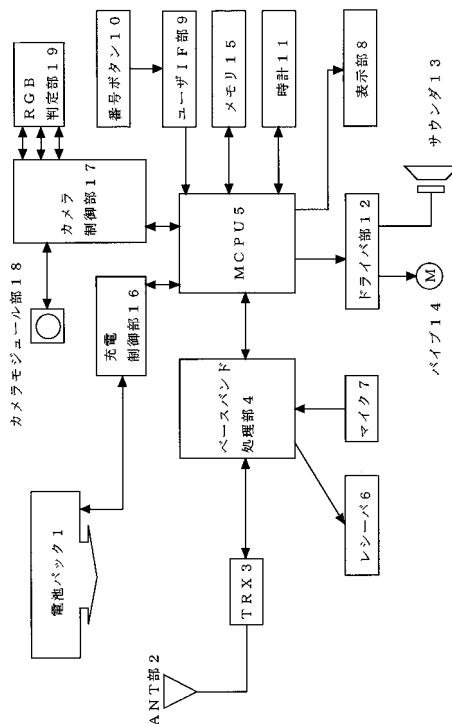 電池パック1
カメラモジュール部18
カメラ
制御部17
RGB
判定部19
番号ボタン10
充電
制御部16
ユーザIF部9
メモリ15
時計11
ANT部2
TRX3
ベースバンド
処理部4
MCPU5
表示部8
レシーバ6
マイク7
ドライバ部12
サウンダ13
M
バイブ14